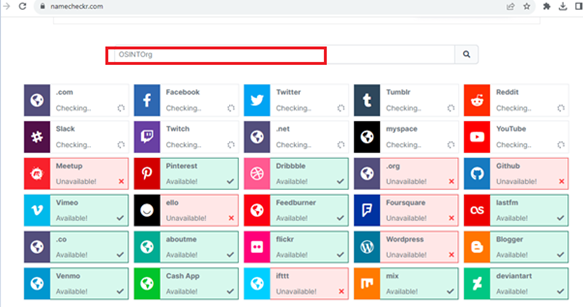 namecheckr.com
OSINTOrg
.com Facebook Twitter Tumblr Reddit
Checking.. Checking.. Checking.. Checking.. Checking..
Slack Twitch .net myspace YouTube
Checking.. Checking.. Checking.. Checking.. Checking..
Meetup Pinterest Dribbble .org Github
Unavailable! Available! Available! Unavailable! Unavailable!
Vimeo ello Feedburner Foursquare lastfm
Available! Unavailable! Available! Unavailable! Available!
.co aboutme flickr Wordpress Blogger
Available! Available! Available! Unavailable! Available!
Venmo Cash App ifttt mix deviantart
Available! Available! Unavailable! Available! Available!